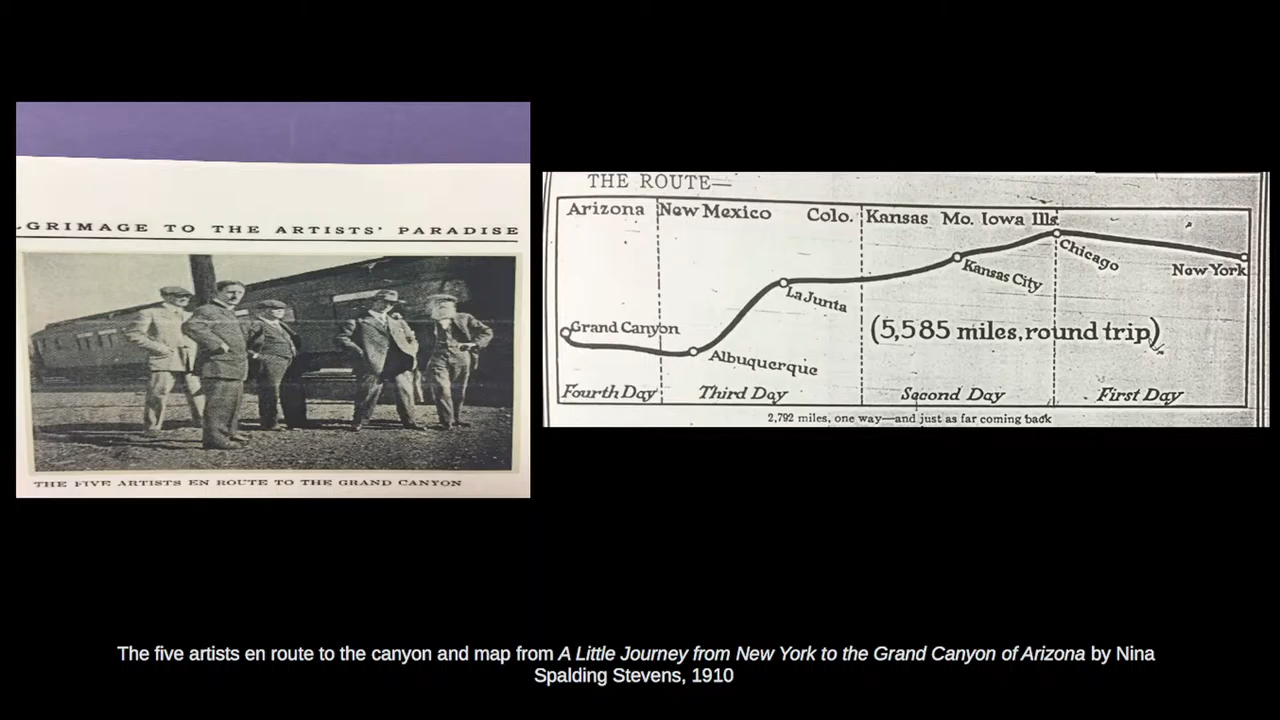 GRIMAGE TO THE ARTISTS' PARADISE
THE FIVE ARTISTS EN ROUTE TO THE GRAND CANYON
THE ROUTE—
Arizona New Mexico Colo. Kansas Mo. Iowa Ills.
Chicago
New York
Kansas City
La Junta
Grand Canyon
(5,585 miles, round trip)
Albuquerque
Fourth Day Third Day Second Day First Day
2,792 miles, one way—and just as far coming back
The five artists en route to the canyon and map from A Little Journey from New York to the Grand Canyon of Arizona by Nina
Spalding Stevens, 1910